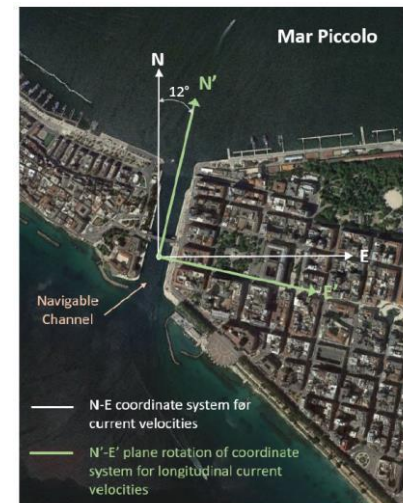 Mar Piccolo
N
12°
N'
E
E'
Navigable
Channel
N-E coordinate system for
current velocities
N'-E' plane rotation of coordinate
system for longitudinal current
velocities